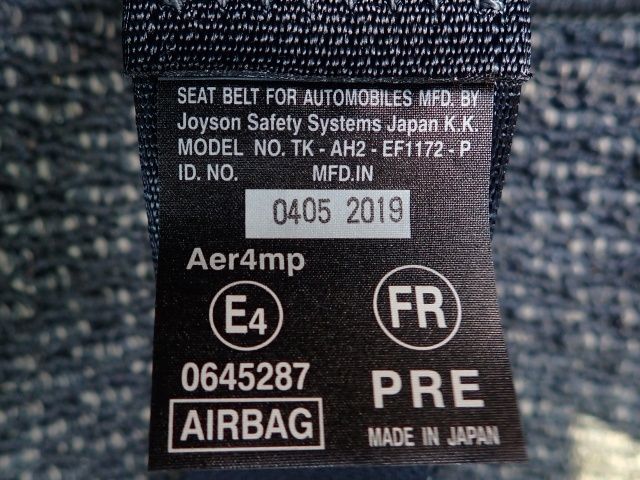 SEAT BELT FOR AUTOMOBILES MFD. BY
Joyson Safety Systems Japan K.K.
MODEL NO. TK - AH2 - EF1172 - P
ID. NO. MFD.IN
0405 2019
Aer4mp
E4 FR
0645287 PRE
AIRBAG MADE IN JAPAN